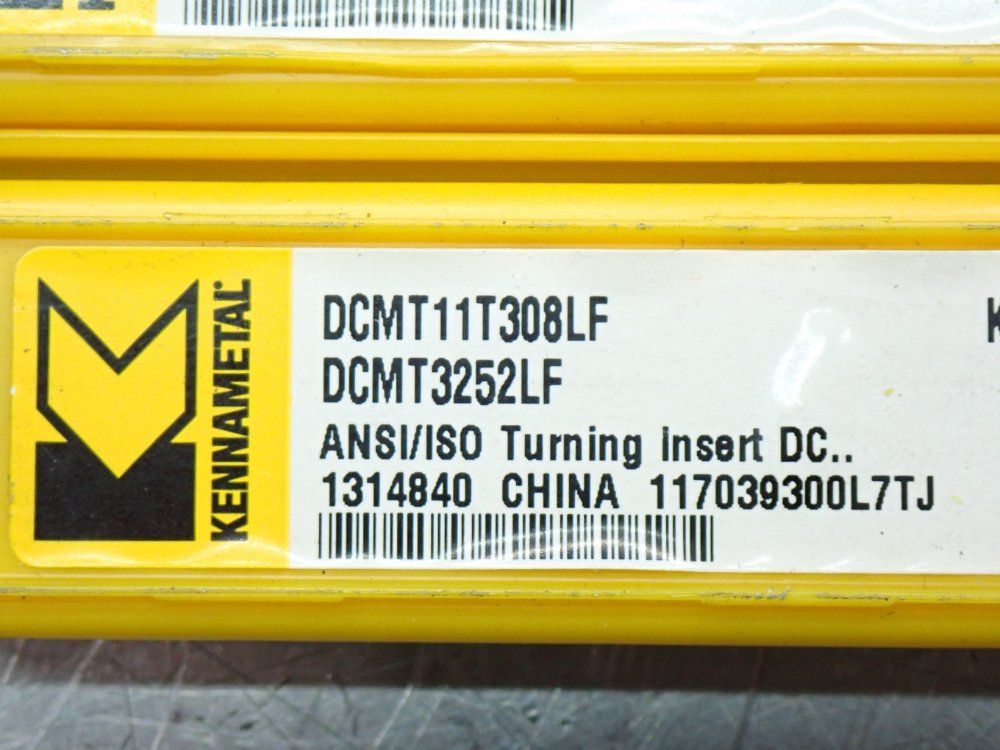 KENNAMETAL
DCMT11T308LF
DCMT3252LF
ANSI/ISO Turning Insert DC..
1314840 CHINA 117039300L7TJ